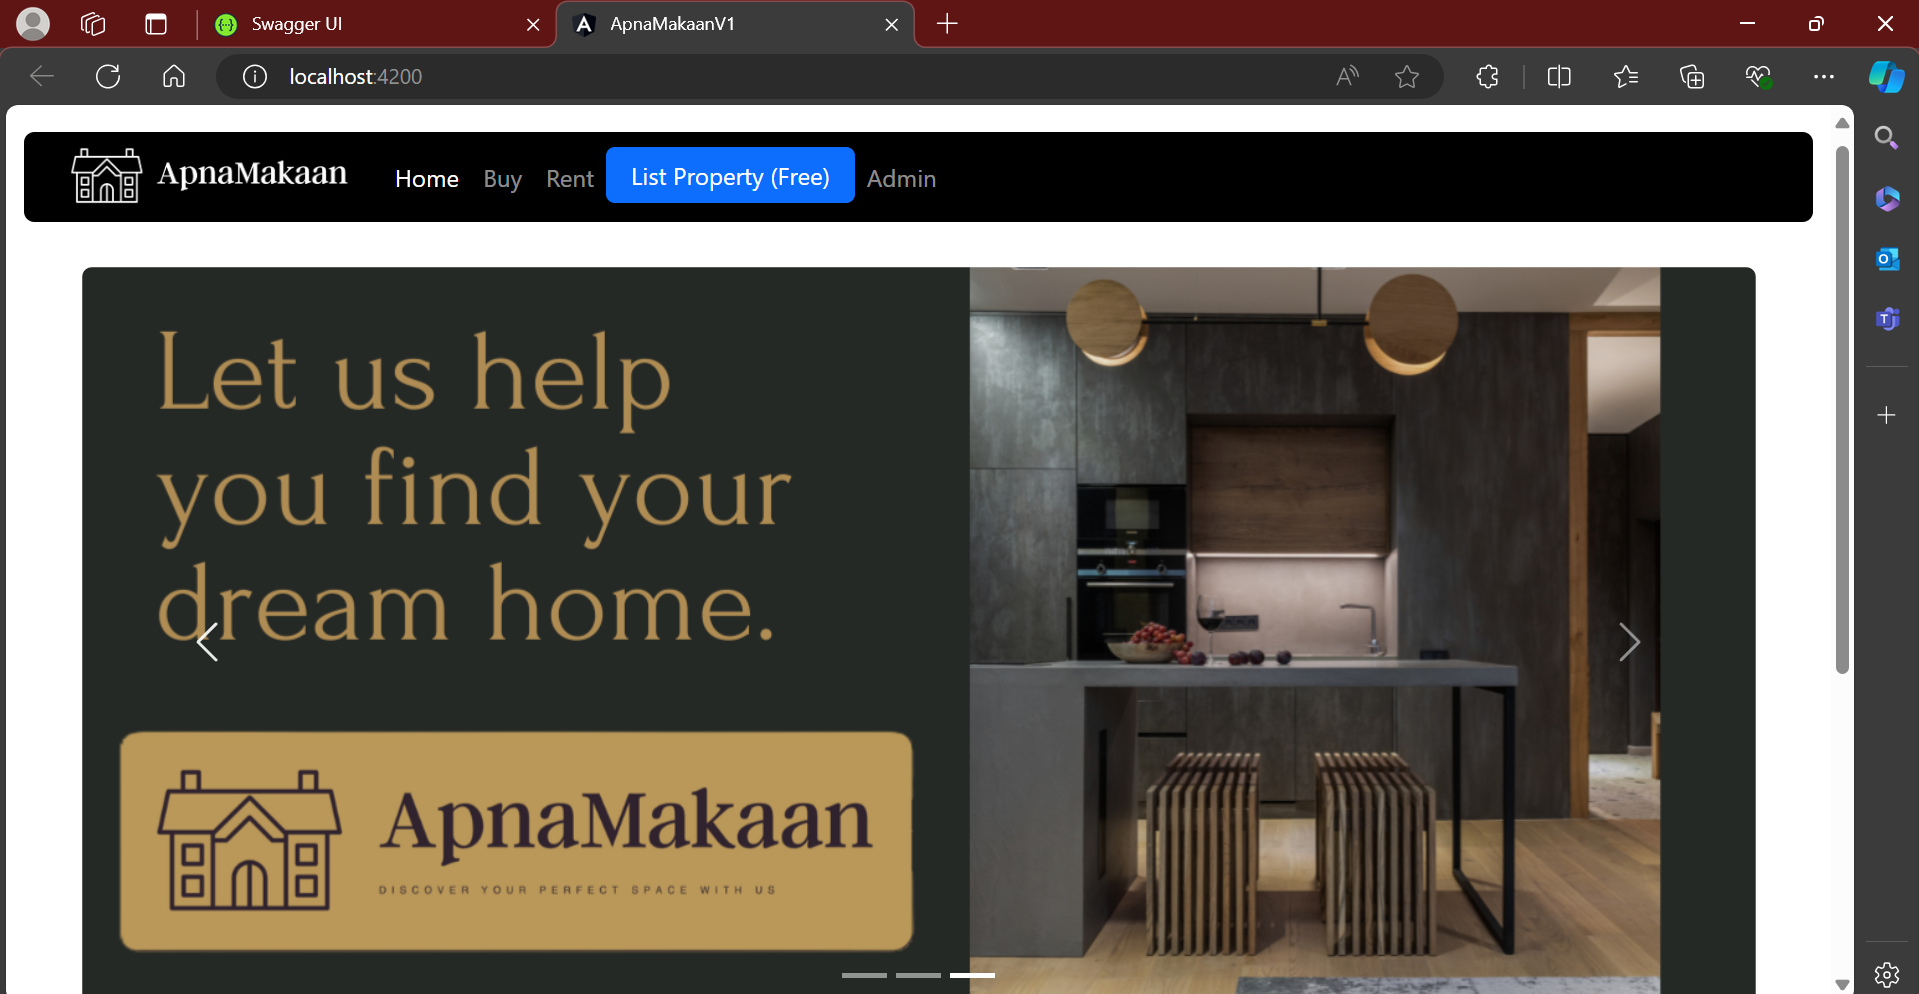 Swagger UI
ApnaMakaanV1
localhost:4200
ApnaMakaan
Home Buy Rent List Property (Free) Admin
Let us help
you find your
dream home.
ApnaMakaan
DISCOVER YOUR PERFECT SPACE WITH US